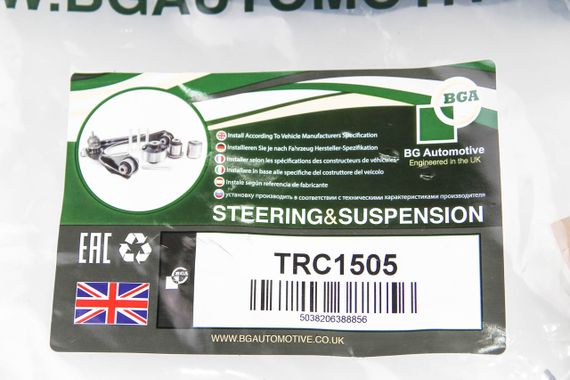 W.BGAUTOMOTIVE
BGA
BG Automotive
Engineered in the UK
Install According To Vehicle Manufacturers Specification
Installieren Sie je nach Fahrzeug Hersteller-Spezifikation
Installer selon les spécifications des constructeurs de véhicules
Installare in base alle specifiche del costruttore del veicolo
Instale según referencia de fabricante
установку производить в соответствии с техническими характеристиками производителя
STEERING&SUSPENSION
EAC
BGA
TRC1505
5038206388856
WWW.BGAUTOMOTIVE.CO.UK